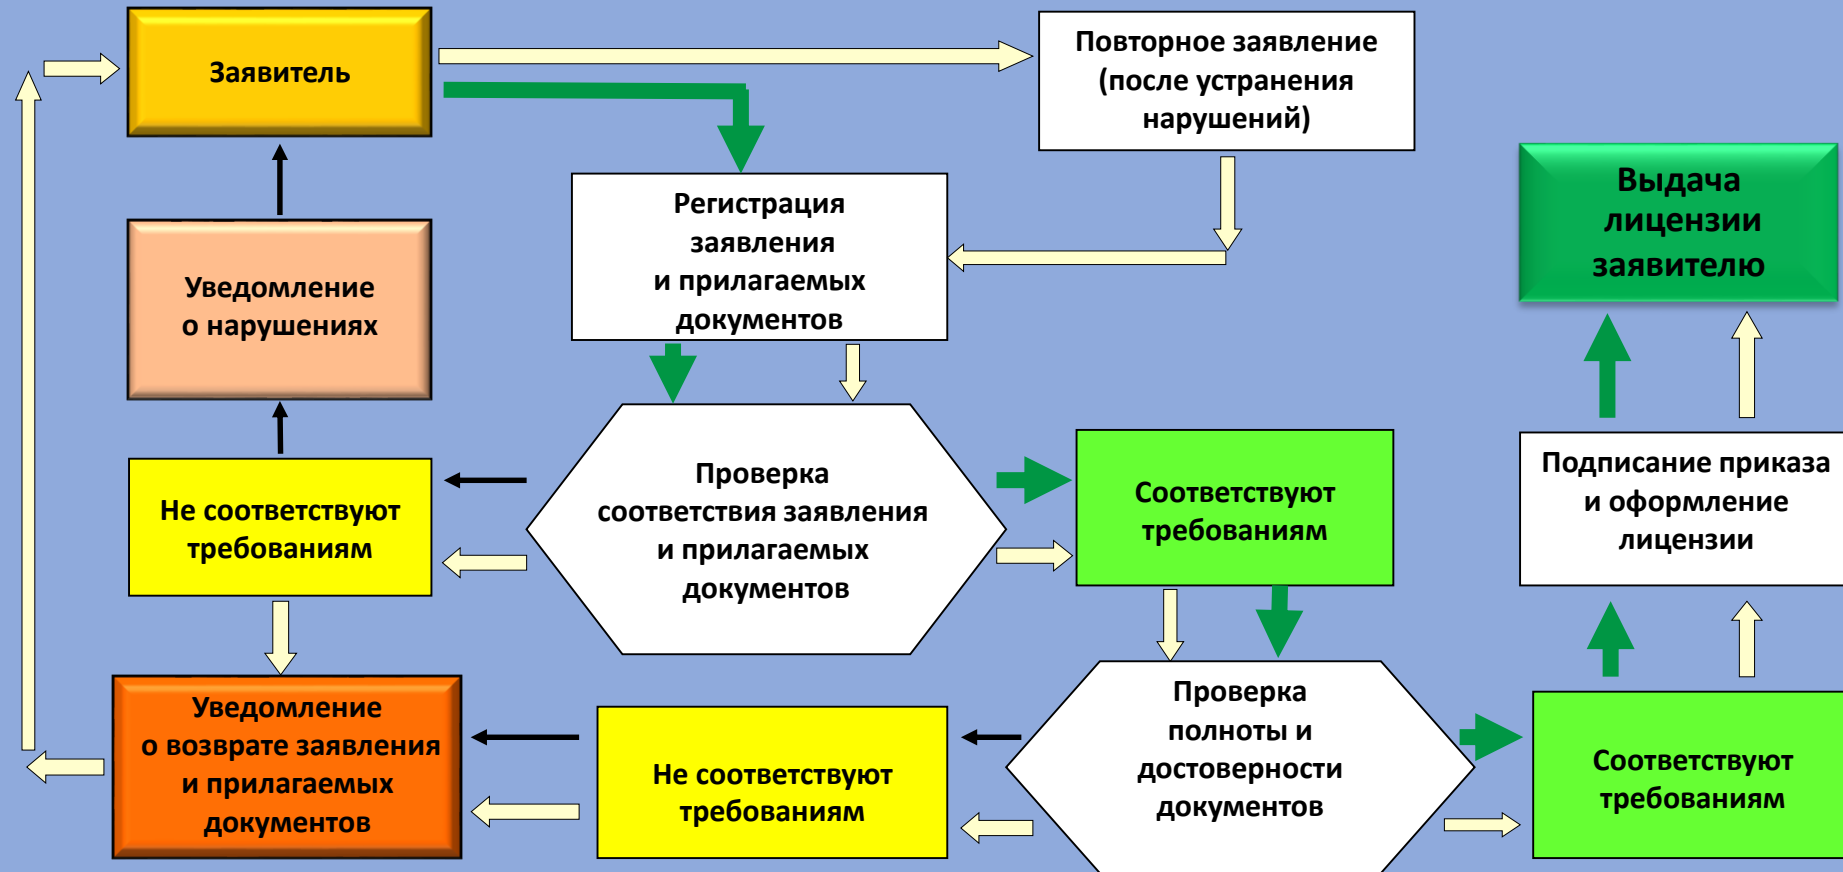 Заявитель
Повторное заявление
(после устранения
нарушений)
Выдача
лицензии
заявителю
Регистрация
заявления
и прилагаемых
документов
Уведомление
о нарушениях
Не соответствуют
требованиям
Проверка
соответствия заявления
и прилагаемых
документов
Соответствуют
требованиям
Подписание приказа
и оформление
лицензии
Уведомление
о возврате заявления
и прилагаемых
документов
Не соответствуют
требованиям
Проверка
полноты и
достоверности
документов
Соответствуют
требованиям